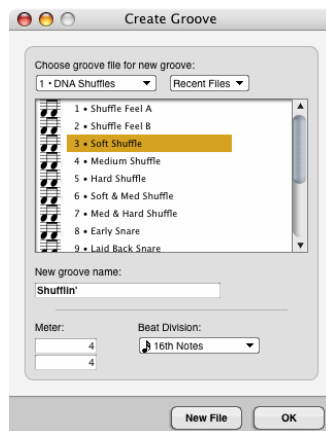 Create Groove
Choose groove file for new groove:
1 • DNA Shuffles Recent Files
1 • Shuffle Feel A
2 • Shuffle Feel B
3 • Soft Shuffle
4 • Medium Shuffle
5 • Hard Shuffle
6 • Soft & Med Shuffle
7 • Med & Hard Shuffle
8 • Early Snare
9 • Laid Back Snare
New groove name:
Shufflin'
Meter: Beat Division:
4 16th Notes
4
New File OK